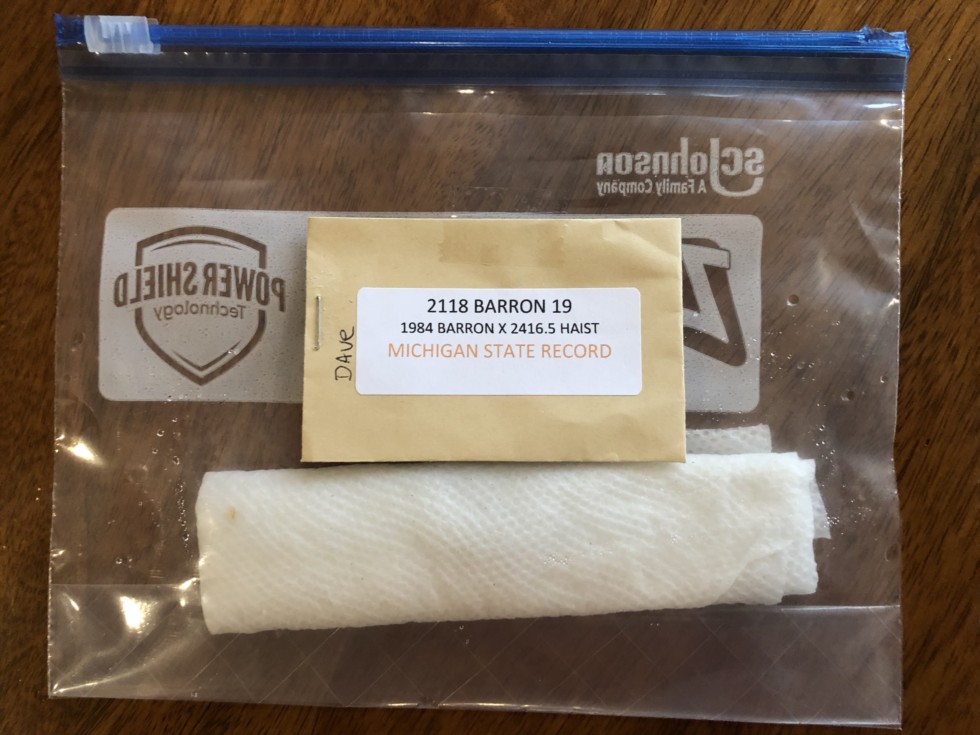 scJohnson
A Family Company
POWER SHIELD
Technology
2118 BARRON 19
1984 BARRON X 2416.5 HAIST
MICHIGAN STATE RECORD
DAVE